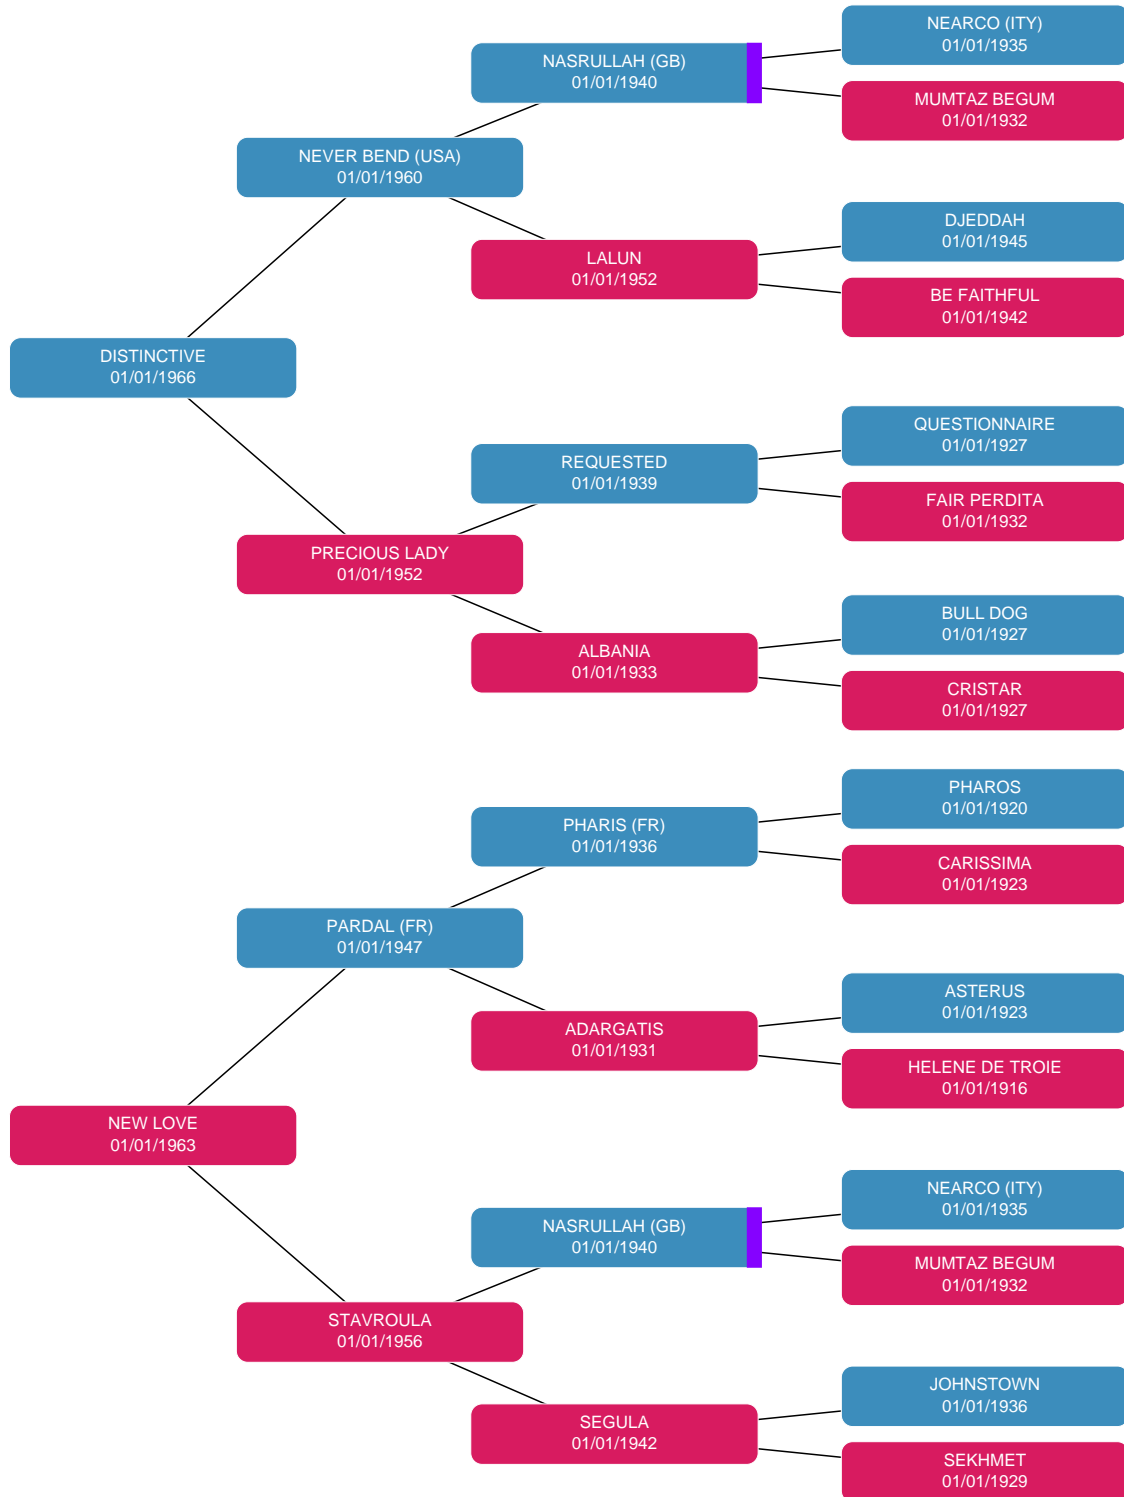 NEARCO (ITY)
01/01/1935
NASRULLAH (GB)
01/01/1940
MUMTAZ BEGUM
01/01/1932
NEVER BEND (USA)
01/01/1960
DJEDDAH
01/01/1945
LALUN
01/01/1952
BE FAITHFUL
01/01/1942
DISTINCTIVE
01/01/1966
QUESTIONNAIRE
01/01/1927
REQUESTED
01/01/1939
FAIR PERDITA
01/01/1932
PRECIOUS LADY
01/01/1952
BULL DOG
01/01/1927
ALBANIA
01/01/1933
CRISTAR
01/01/1927
PHAROS
01/01/1920
PHARIS (FR)
01/01/1936
CARISSIMA
01/01/1923
PARDAL (FR)
01/01/1947
ASTERUS
01/01/1923
ADARGATIS
01/01/1931
HELENE DE TROIE
01/01/1916
NEW LOVE
01/01/1963
NEARCO (ITY)
01/01/1935
NASRULLAH (GB)
01/01/1940
MUMTAZ BEGUM
01/01/1932
STAVROULA
01/01/1956
JOHNSTOWN
01/01/1936
SEGULA
01/01/1942
SEKHMET
01/01/1929